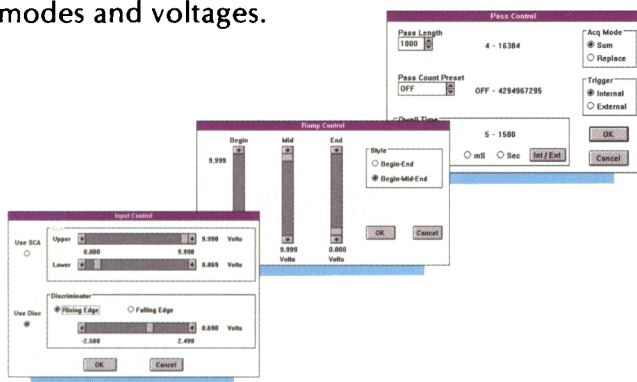 modes and voltages.
Pass Control
Pass Length
1000
4 - 16384
Pass Count Preset
OFF
OFF - 4294967295
Dwell Time
5 - 1500
mS
Sec
Int / Ext
Acq Mode
Sum
Replace
Trigger
Internal
External
OK
Cancel
Ramp Control
Begin
Mid
End
9.999
9.999
0.000
Volts
Volts
Style
Begin-End
Begin-Mid-End
OK
Cancel
Input Control
Use SCA
Upper
9.998
Volts
0.000
9.998
Lower
0.069
Volts
Use Disc
Discriminator
Rising Edge
Falling Edge
0.690
Volts
-2.500
2.499
OK
Cancel